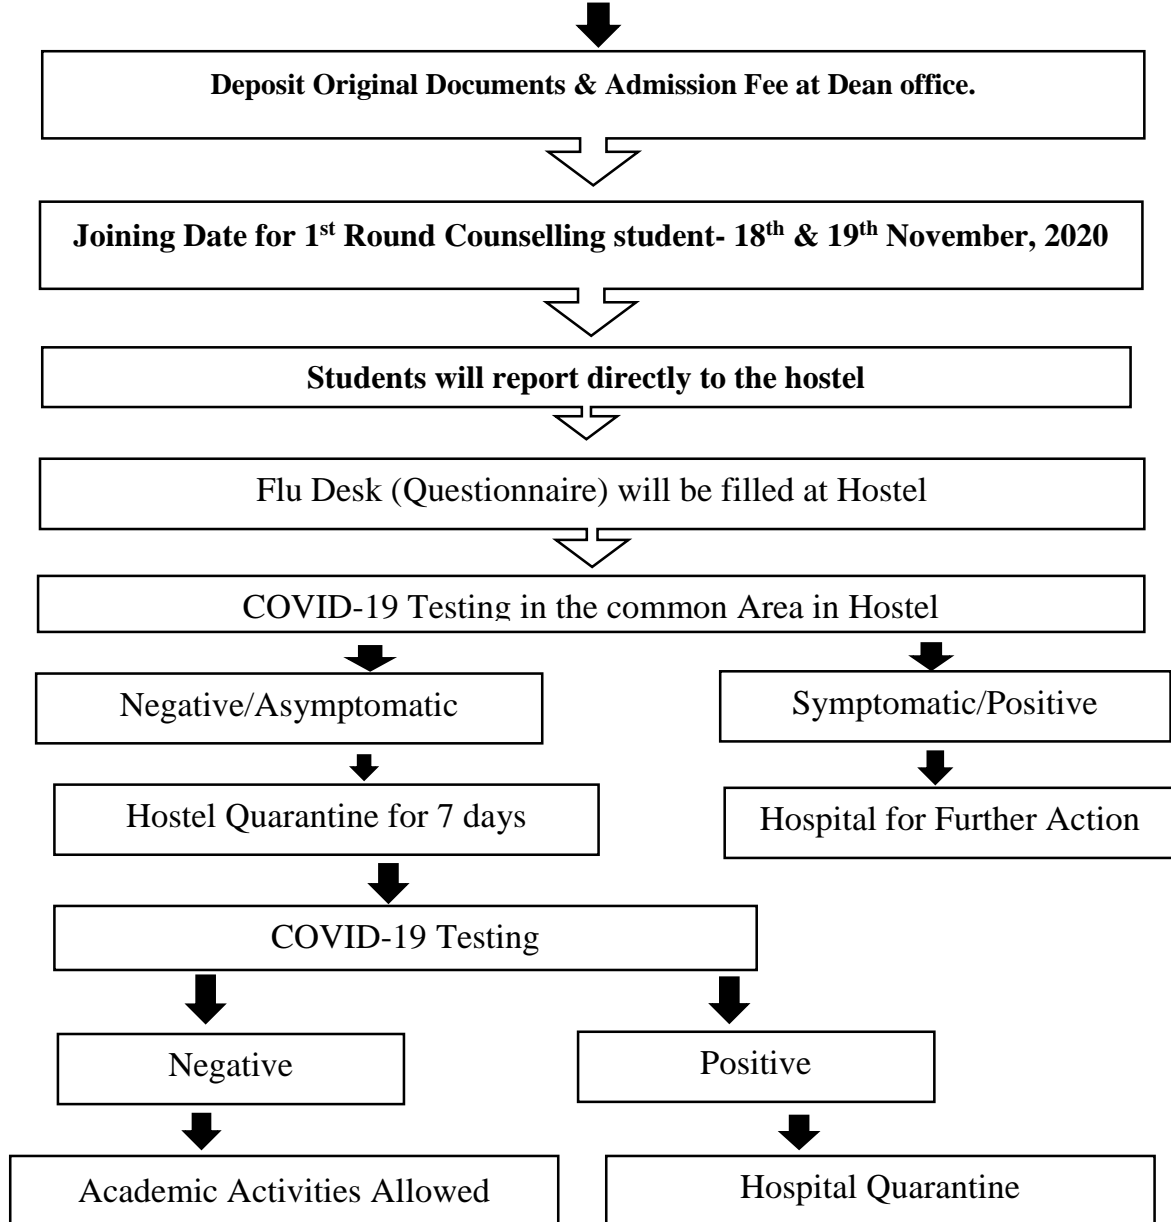 Deposit Original Documents & Admission Fee at Dean office.
Joining Date for 1st Round Counselling student- 18th & 19th November, 2020
Students will report directly to the hostel
Flu Desk (Questionnaire) will be filled at Hostel
COVID-19 Testing in the common Area in Hostel
Negative/Asymptomatic
Symptomatic/Positive
Hostel Quarantine for 7 days
Hospital for Further Action
COVID-19 Testing
Negative
Positive
Academic Activities Allowed
Hospital Quarantine